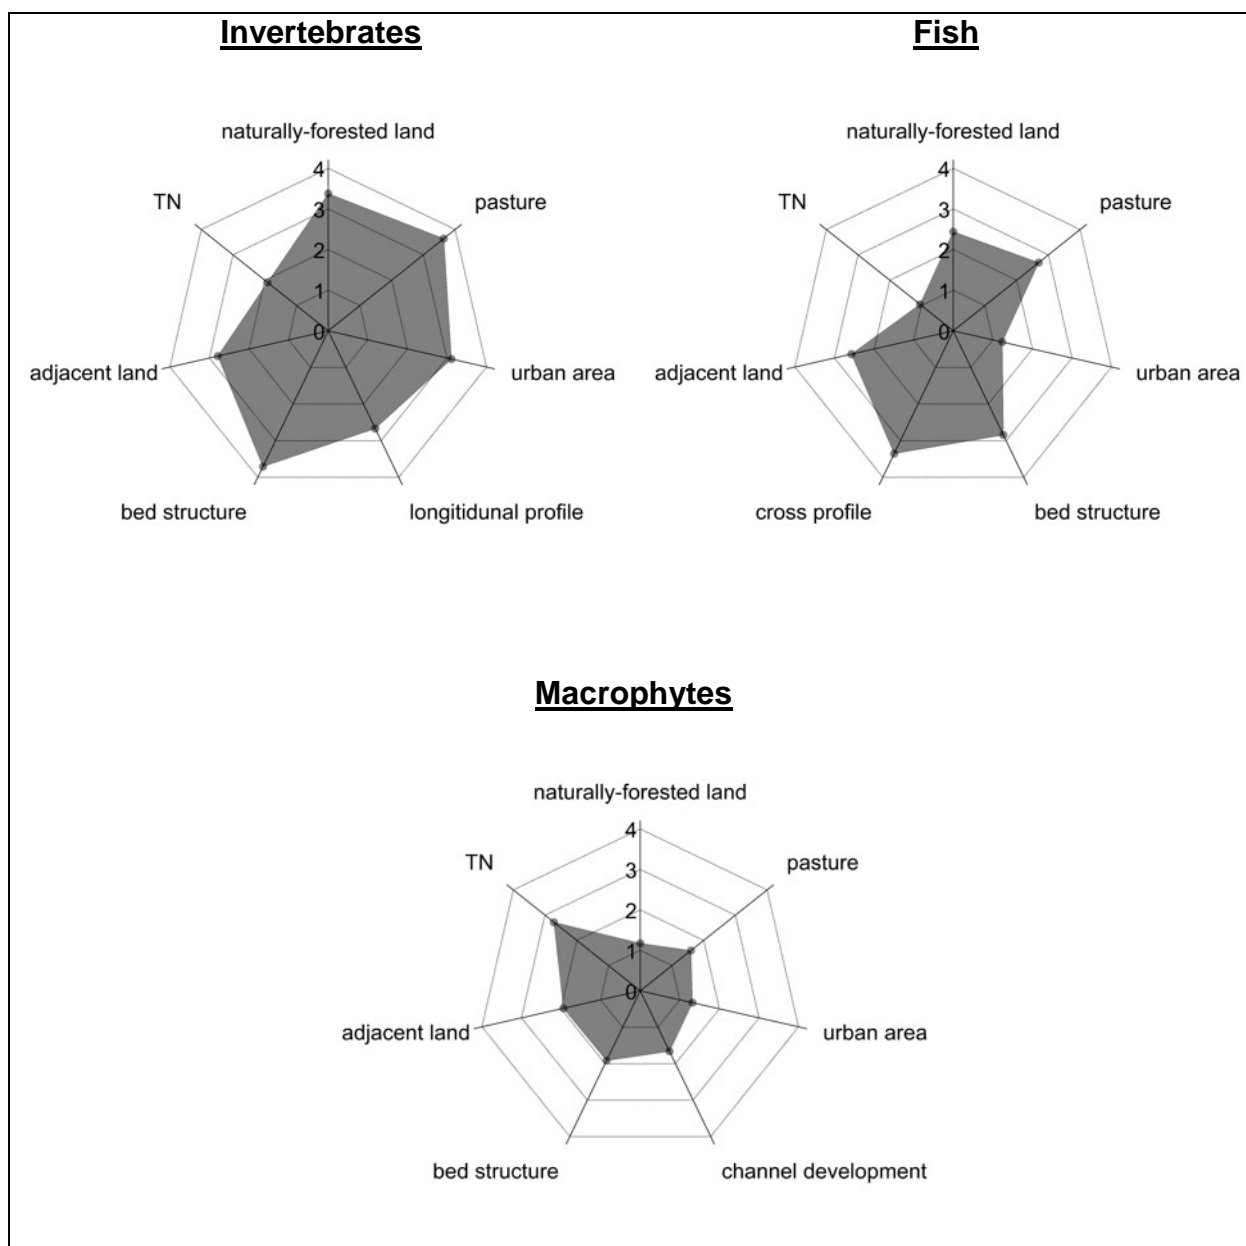 Invertebrates
naturally-forested land
4
TN
3
pasture
2
1
0
adjacent land
urban area
bed structure
longitidunal profile
Fish
naturally-forested land
4
TN
3
pasture
2
1
0
adjacent land
urban area
cross profile
bed structure
Macrophytes
naturally-forested land
4
TN
3
pasture
2
1
0
adjacent land
urban area
bed structure
channel development